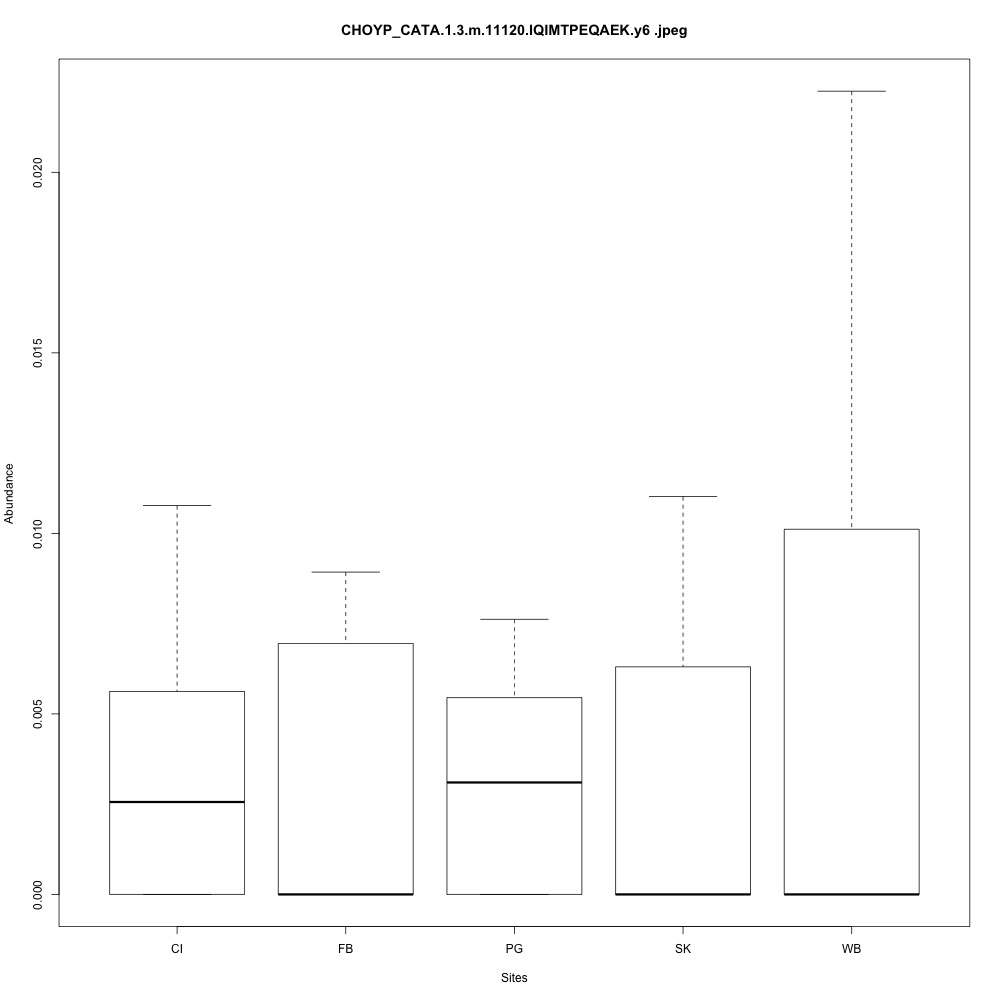 CHOYP_CATA.1.3.m.11120.IQIMTPEQAEK.y6 .jpeg
0.020
0.015
0.010
0.005
0.000
Abundance
CI FB PG SK WB
Sites